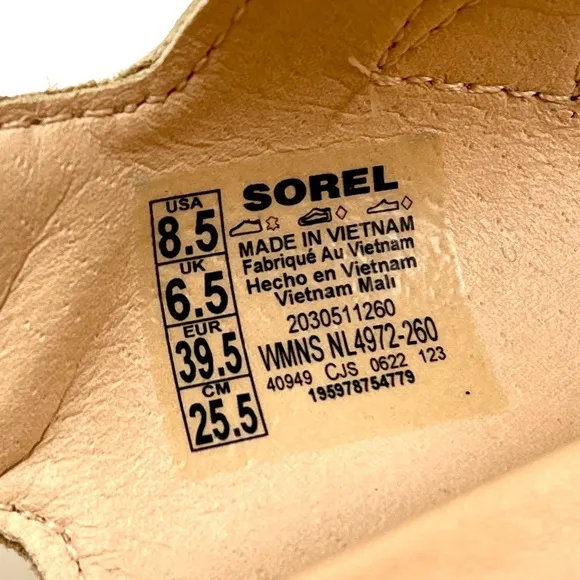 SOREL
USA
8.5
UK
6.5
EUR
39.5
CM
25.5
MADE IN VIETNAM
Fabriqué Au Vietnam
Hecho en Vietnam
Vietnam Malı
2030511260
WMNS NL4972-260
40949 CJS 0622 123
195978754779